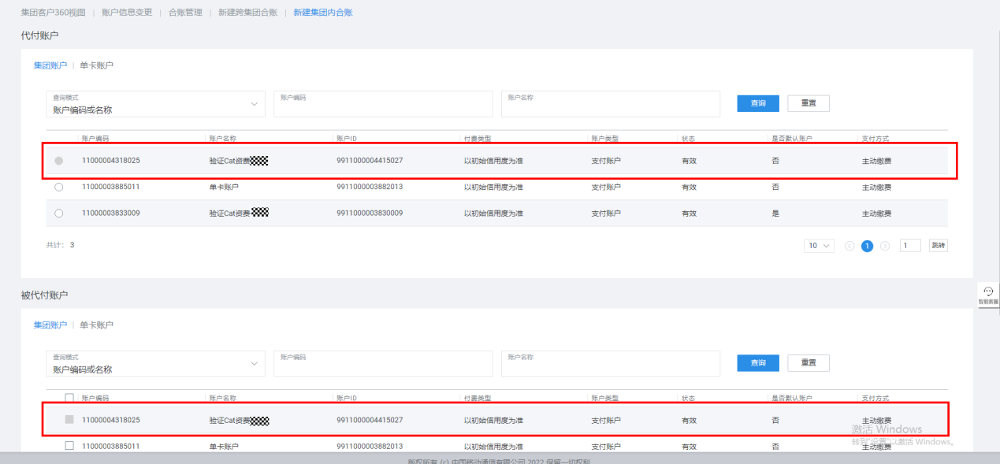 集团客户360视图 | 账户信息变更 | 合账管理 | 新建跨集团合账 | 新建集团内合账
代付账户
集团账户 | 单卡账户
查询模式
账户编码或名称
账户编码
账户名称
查询
重置
账户编码 账户名称 账户ID 付费类型 账户类型 状态 是否默认账户 支付方式
11000004318025 验证Cat资费 9911000004415027 以初始信用度为准 支付账户 有效 否 主动缴费
11000003885011 单卡账户 9911000003882013 以初始信用度为准 支付账户 有效 否 主动缴费
11000003833009 验证Cat资费 9911000003830009 以初始信用度为准 支付账户 有效 是 主动缴费
共计: 3 10 1 1 跳转
被代付账户
智能客服
集团账户 | 单卡账户
查询模式
账户编码或名称
账户编码
账户名称
查询
重置
账户编码 账户名称 账户ID 付费类型 账户类型 状态 是否默认账户 支付方式
11000004318025 验证Cat资费 9911000004415027 以初始信用度为准 支付账户 有效 否 主动缴费
激活 Windows
转到"设置"以激活 Windows。
11000003885011 单卡账户 9911000003882013 以初始信用度为准 支付账户 有效 否 主动缴费
版权所有 (c) 中国移动通信有限公司 2022 保留一切权利